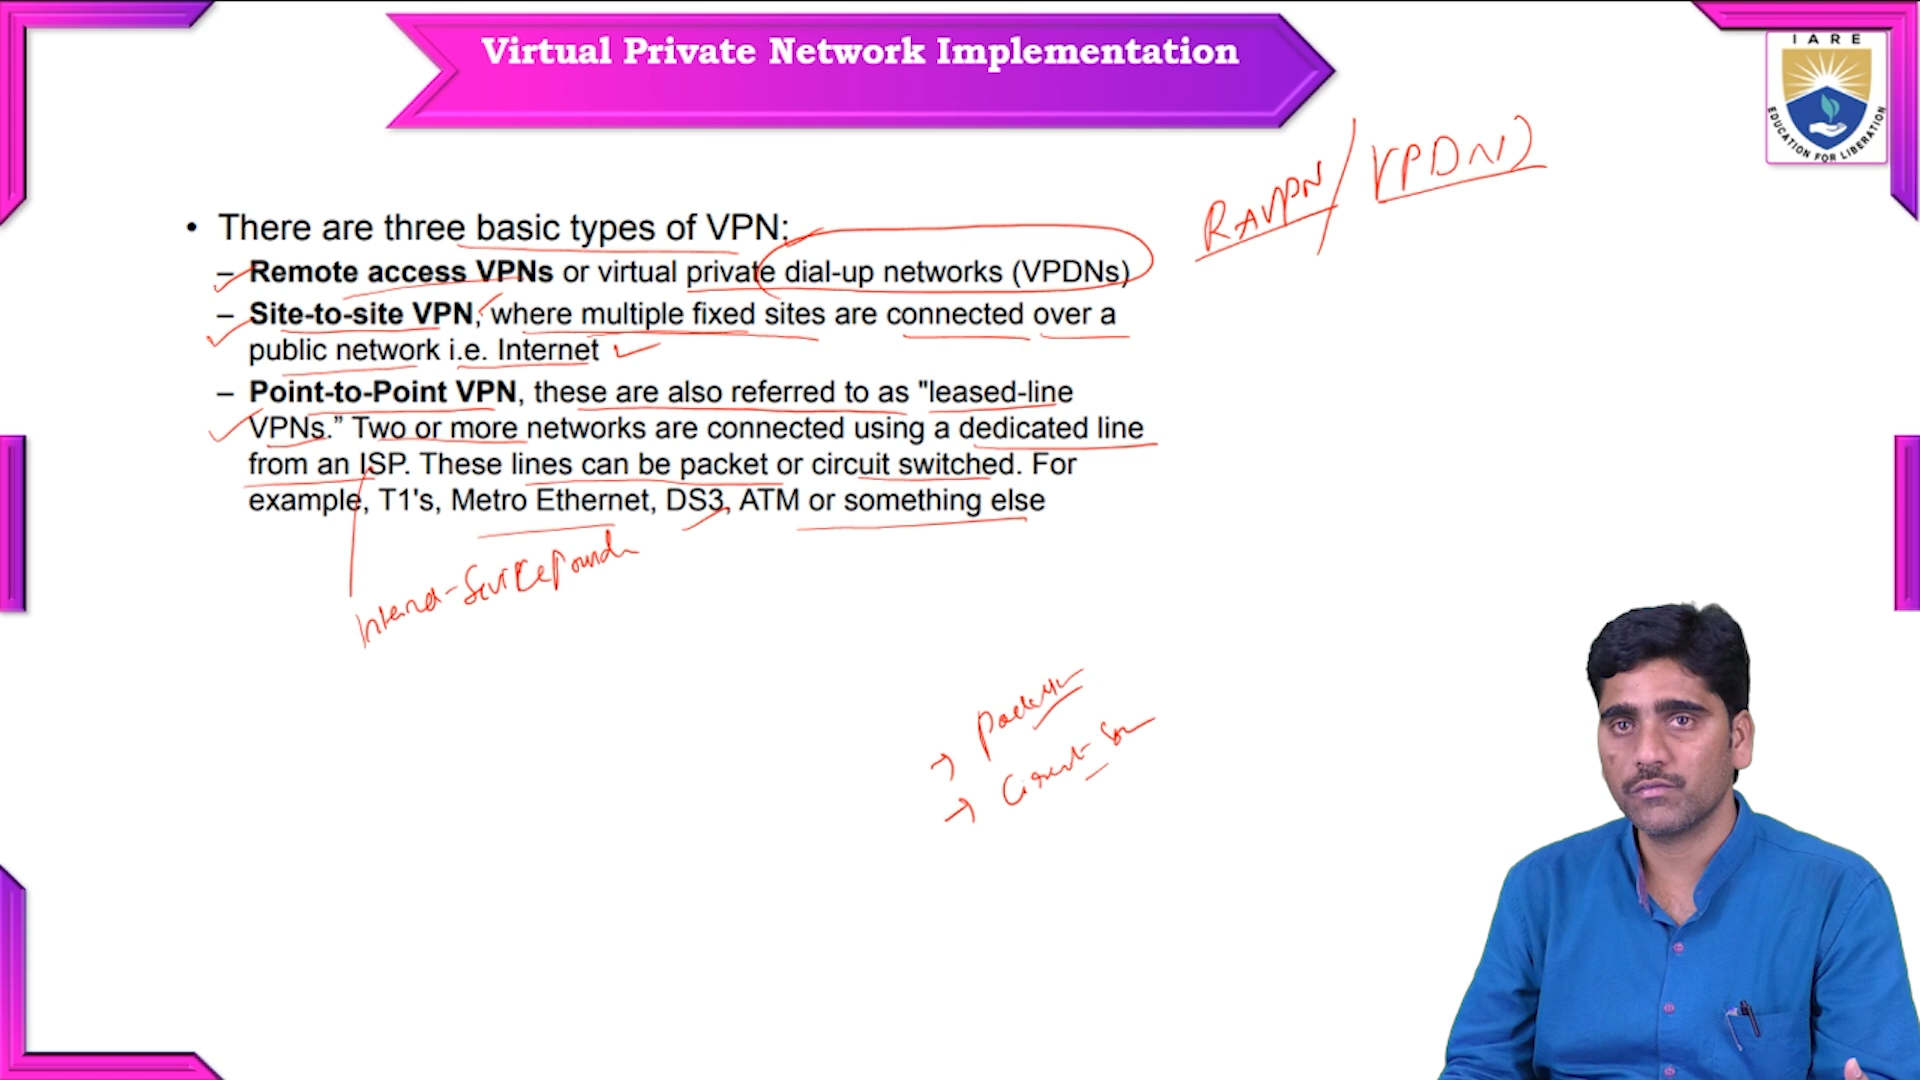 Virtual Private Network Implementation
IARE
EDUCATION FOR LIBERATION
RAVPN / VPDN
• There are three basic types of VPN:
– Remote access VPNs or virtual private dial-up networks (VPDNs)
– Site-to-site VPN, where multiple fixed sites are connected over a
public network i.e. Internet
– Point-to-Point VPN, these are also referred to as "leased-line
VPNs.” Two or more networks are connected using a dedicated line
from an ISP. These lines can be packet or circuit switched. For
example, T1's, Metro Ethernet, DS3, ATM or something else